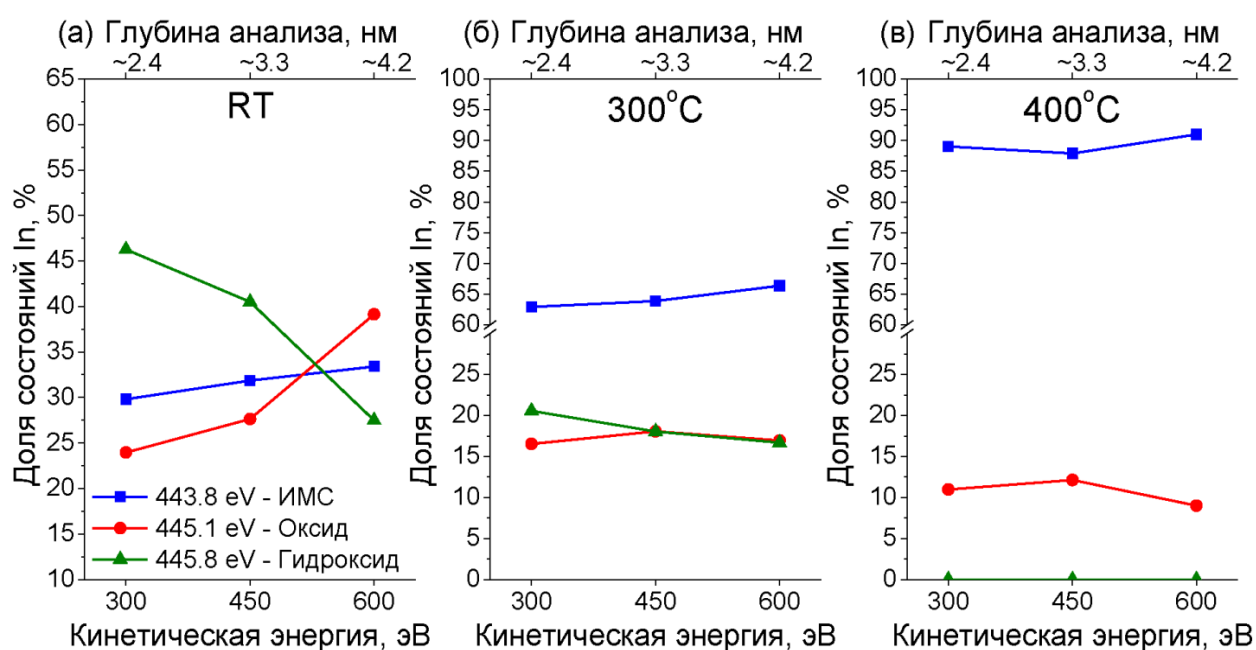 (а) Глубина анализа, нм
~2.4 ~3.3 ~4.2
RT
Доля состояний In, %
65
60
55
50
45
40
35
30
25
20
15
10
443.8 eV - ИМС
445.1 eV - Оксид
445.8 eV - Гидроксид
300 450 600
Кинетическая энергия, эВ
(б) Глубина анализа, нм
~2.4 ~3.3 ~4.2
300°C
Доля состояний In, %
100
95
90
85
80
75
70
65
60
25
20
15
10
5
0
300 450 600
Кинетическая энергия, эВ
(в) Глубина анализа, нм
~2.4 ~3.3 ~4.2
400°C
Доля состояний In, %
100
95
90
85
80
75
70
65
60
25
20
15
10
5
0
300 450 600
Кинетическая энергия, эВ